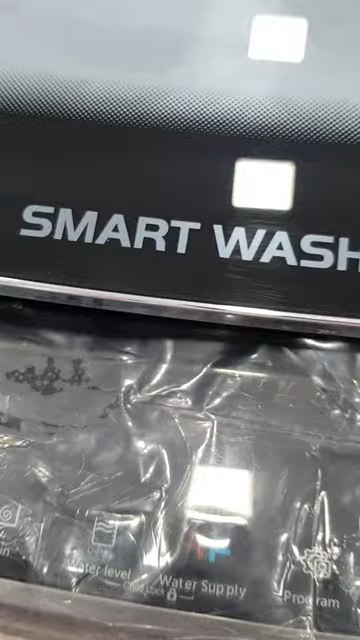 SMART WASH
Water level
Water Supply
Child Lock
Program